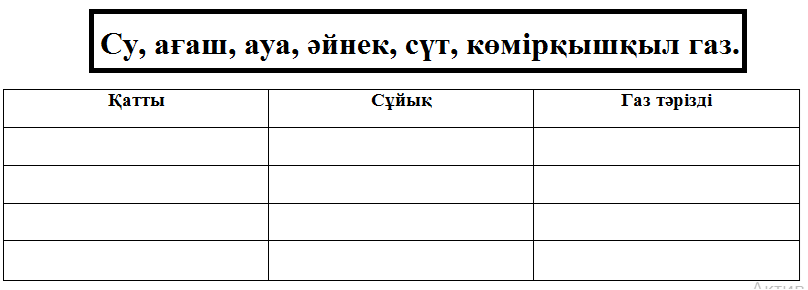 Су, ағаш, ауа, әйнек, сүт, көмірқышқыл газ.
Қатты Сұйық Газ тәрізді